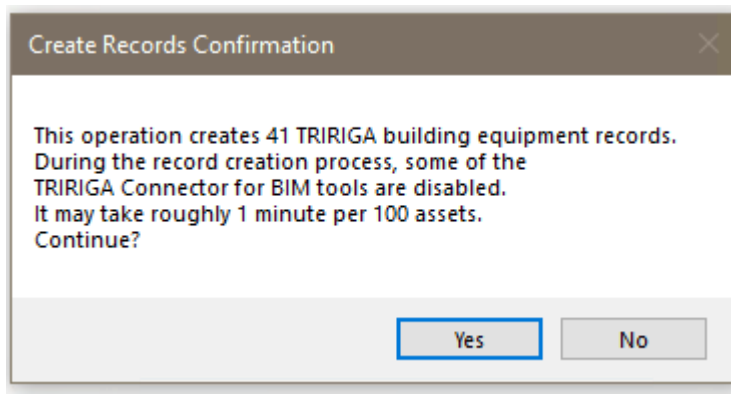 Create Records Confirmation
This operation creates 41 TRIRIGA building equipment records.
During the record creation process, some of the
TRIRIGA Connector for BIM tools are disabled.
It may take roughly 1 minute per 100 assets.
Continue?
Yes
No